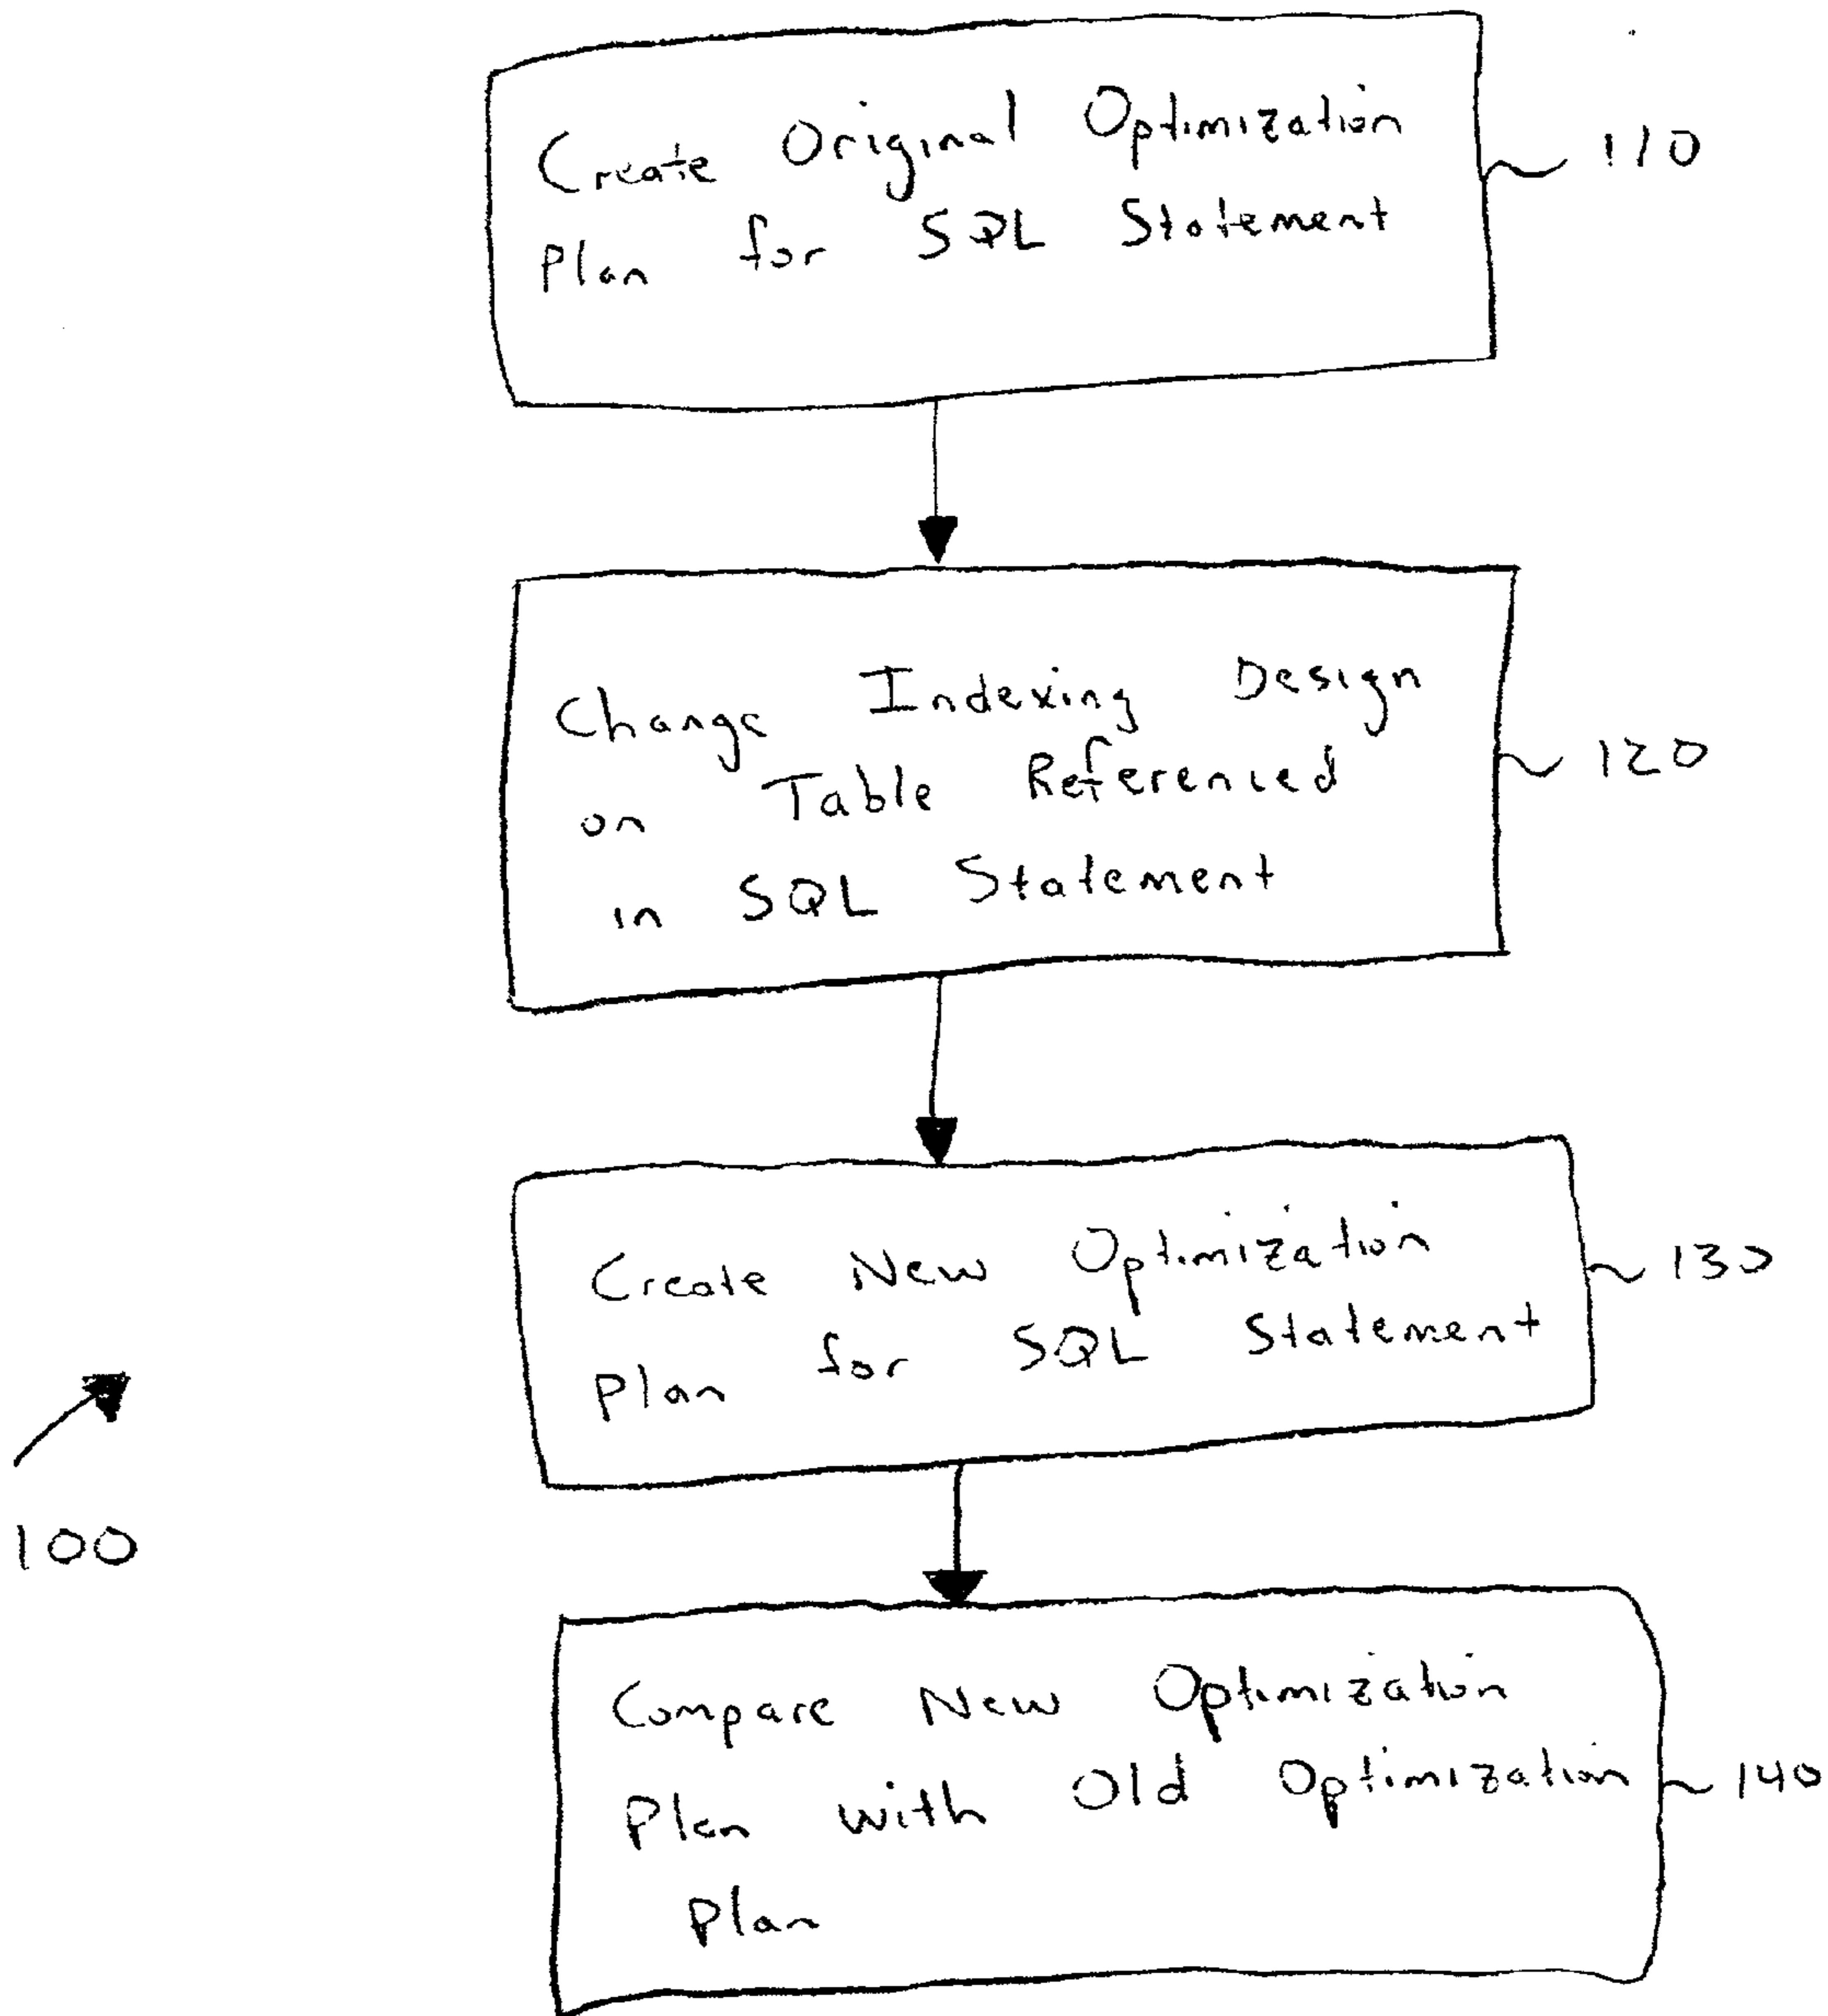 Create Original Optimization
Plan for SQL Statement
110
Change Indexing Design
on Table Referenced
in SQL Statement
120
Create New Optimization
Plan for SQL Statement
130
100
Compare New Optimization
Plan with Old Optimization
Plan
140